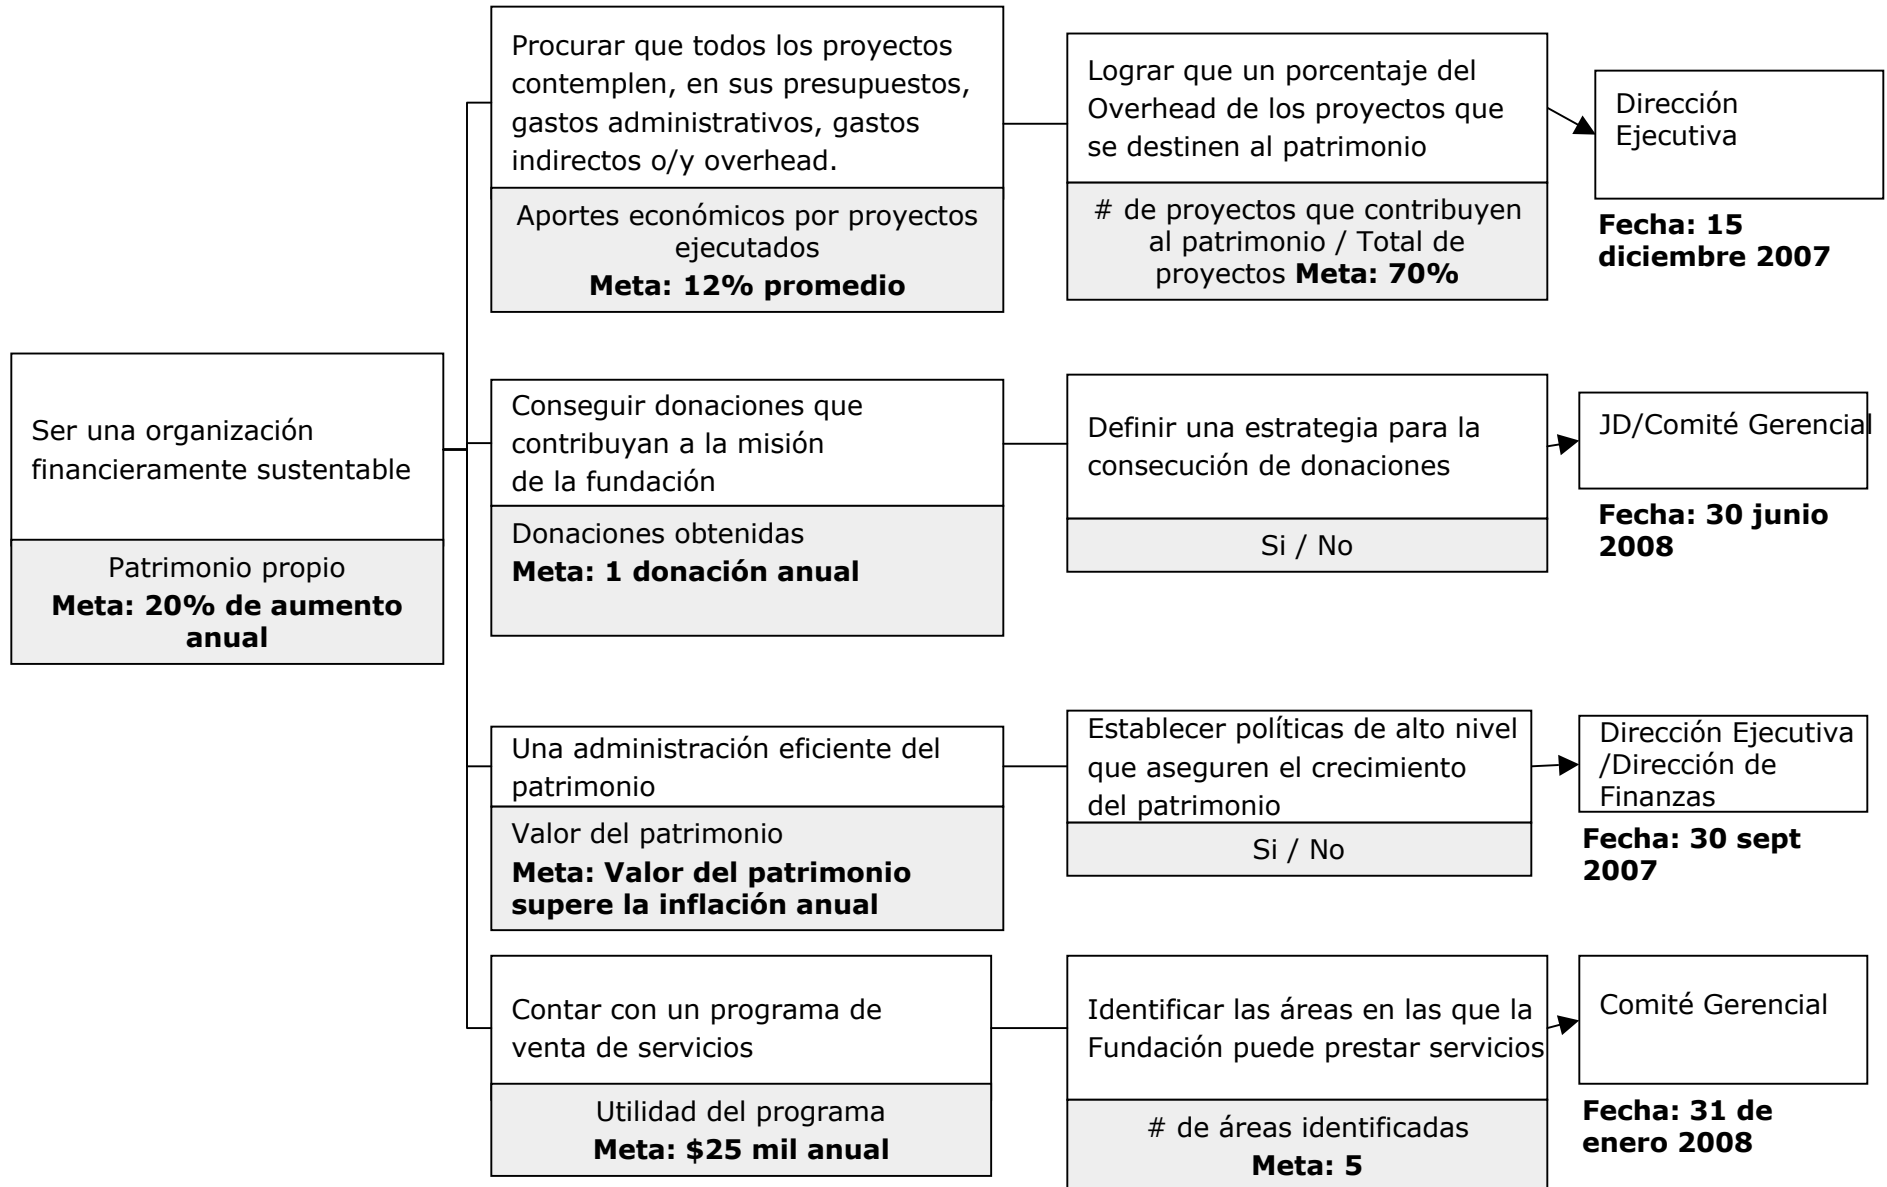 Ser una organización
financieramente sustentable
Patrimonio propio
Meta: 20% de aumento
anual
Procurar que todos los proyectos
contemplen, en sus presupuestos,
gastos administrativos, gastos
indirectos o/y overhead.
Aportes económicos por proyectos
ejecutados
Meta: 12% promedio
Lograr que un porcentaje del
Overhead de los proyectos que
se destinen al patrimonio
# de proyectos que contribuyen
al patrimonio / Total de
proyectos Meta: 70%
Dirección
Ejecutiva
Fecha: 15
diciembre 2007
Conseguir donaciones que
contribuyan a la misión
de la fundación
Donaciones obtenidas
Meta: 1 donación anual
Definir una estrategia para la
consecución de donaciones
Si / No
JD/Comité Gerencial
Fecha: 30 junio
2008
Una administración eficiente del
patrimonio
Valor del patrimonio
Meta: Valor del patrimonio
supere la inflación anual
Establecer políticas de alto nivel
que aseguren el crecimiento
del patrimonio
Si / No
Dirección Ejecutiva
/Dirección de
Finanzas
Fecha: 30 sept
2007
Contar con un programa de
venta de servicios
Utilidad del programa
Meta: $25 mil anual
Identificar las áreas en las que la
Fundación puede prestar servicios
# de áreas identificadas
Meta: 5
Comité Gerencial
Fecha: 31 de
enero 2008